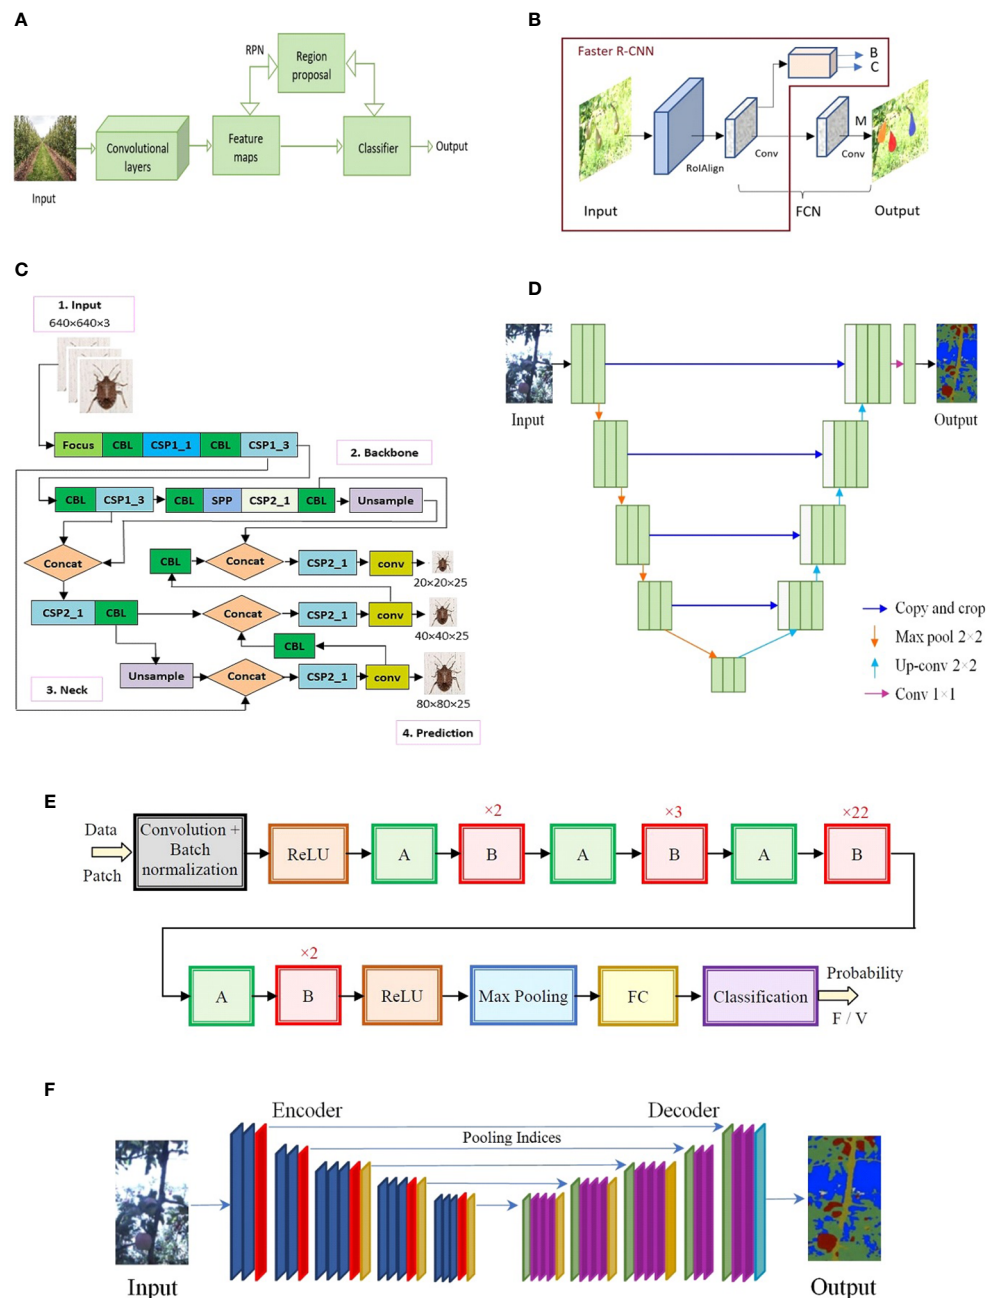 A
RPN
Region
proposal
Convolutional
layers
Feature
maps
Classifier
Output
Input
B
Faster R-CNN
B
C
M
RoIAlign
Conv
Conv
Input
FCN
Output
C
1. Input
640×640×3
Focus CBL CSP1_1 CBL CSP1_3
2. Backbone
CBL CSP1_3 CBL SPP CSP2_1 CBL Unsample
Concat CBL Concat CSP2_1 conv
20×20×25
CSP2_1 CBL Concat CSP2_1 conv
40×40×25
CBL
Unsample Concat CSP2_1 conv
3. Neck
80×80×25
4. Prediction
D
Input
Output
Copy and crop
Max pool 2×2
Up-conv 2×2
Conv 1×1
E
×2 ×3 ×22
Data
Patch
Convolution +
Batch
normalization
ReLU A B A B A B
×2
A B ReLU Max Pooling FC Classification
Probability
F / V
F
Encoder Decoder
Pooling Indices
Input Output